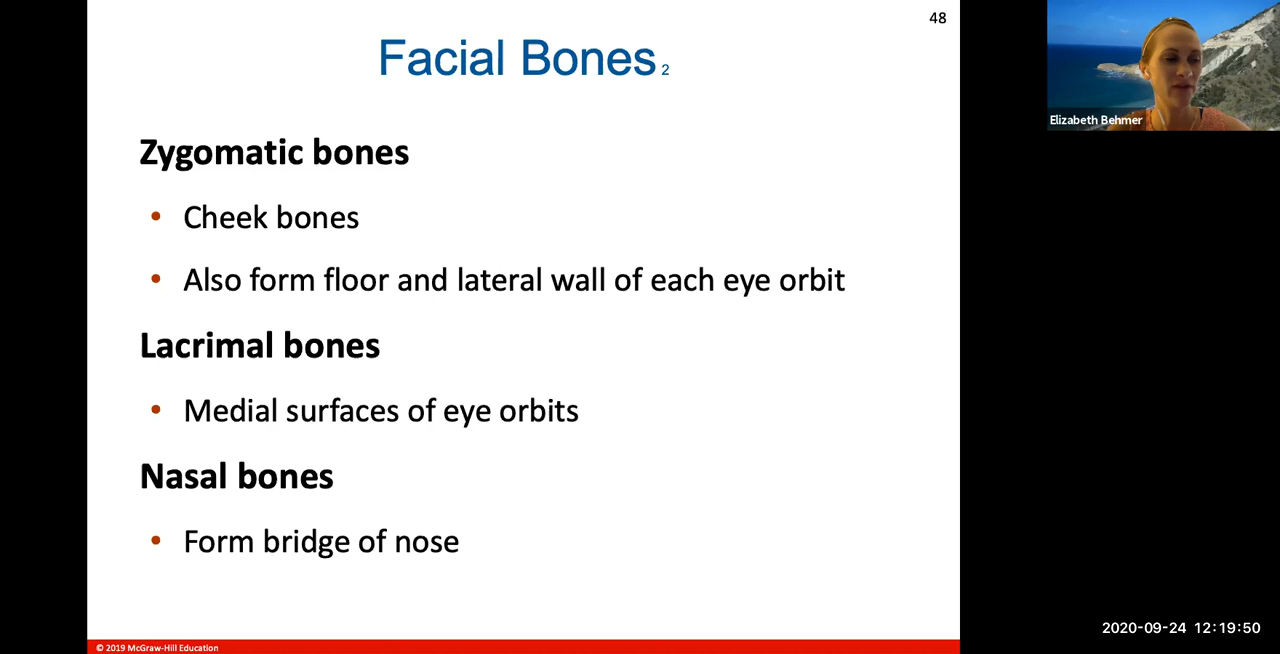 48
Facial Bones 2
Zygomatic bones
• Cheek bones
• Also form floor and lateral wall of each eye orbit
Lacrimal bones
• Medial surfaces of eye orbits
Nasal bones
• Form bridge of nose
© 2019 McGraw-Hill Education
Elizabeth Behmer
2020-09-24 12:19:50